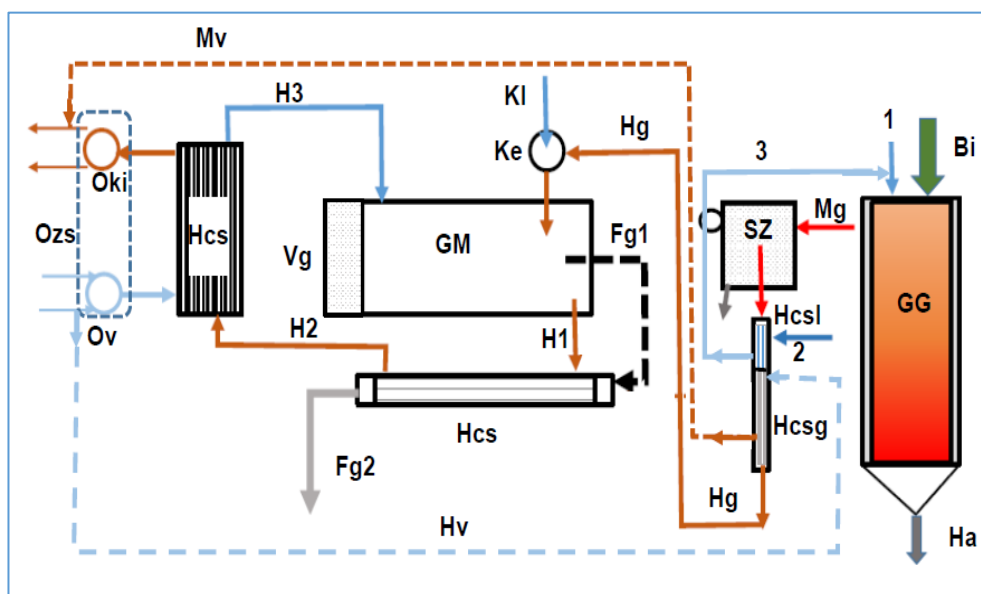 Mv
H3
Kl
Hg
Ke
1
Bi
3
Oki
Mg
Hcs
Fg1
SZ
Ozs
Vg
GM
GG
Ov
H2
H1
Hcsl
2
Hcs
Hcsg
Fg2
Hg
Hv
Ha